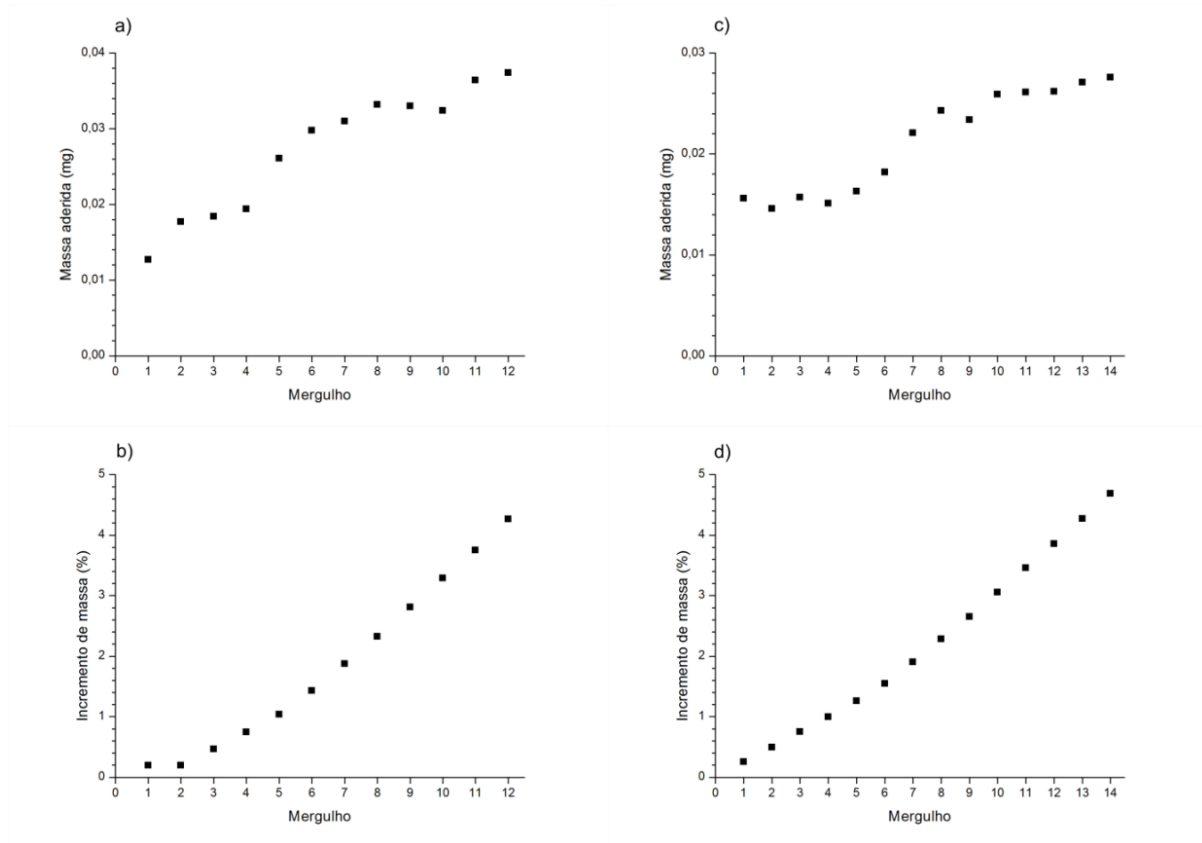 a)
0,04
0,03
0,02
0,01
0,00
Massa aderida (mg)
0 1 2 3 4 5 6 7 8 9 10 11 12
Mergulho
c)
0,03
0,02
0,01
0,00
Massa aderida (mg)
0 1 2 3 4 5 6 7 8 9 10 11 12 13 14
Mergulho
b)
5
4
3
2
1
0
Incremento de massa (%)
0 1 2 3 4 5 6 7 8 9 10 11 12
Mergulho
d)
5
4
3
2
1
0
Incremento de massa (%)
0 1 2 3 4 5 6 7 8 9 10 11 12 13 14
Mergulho